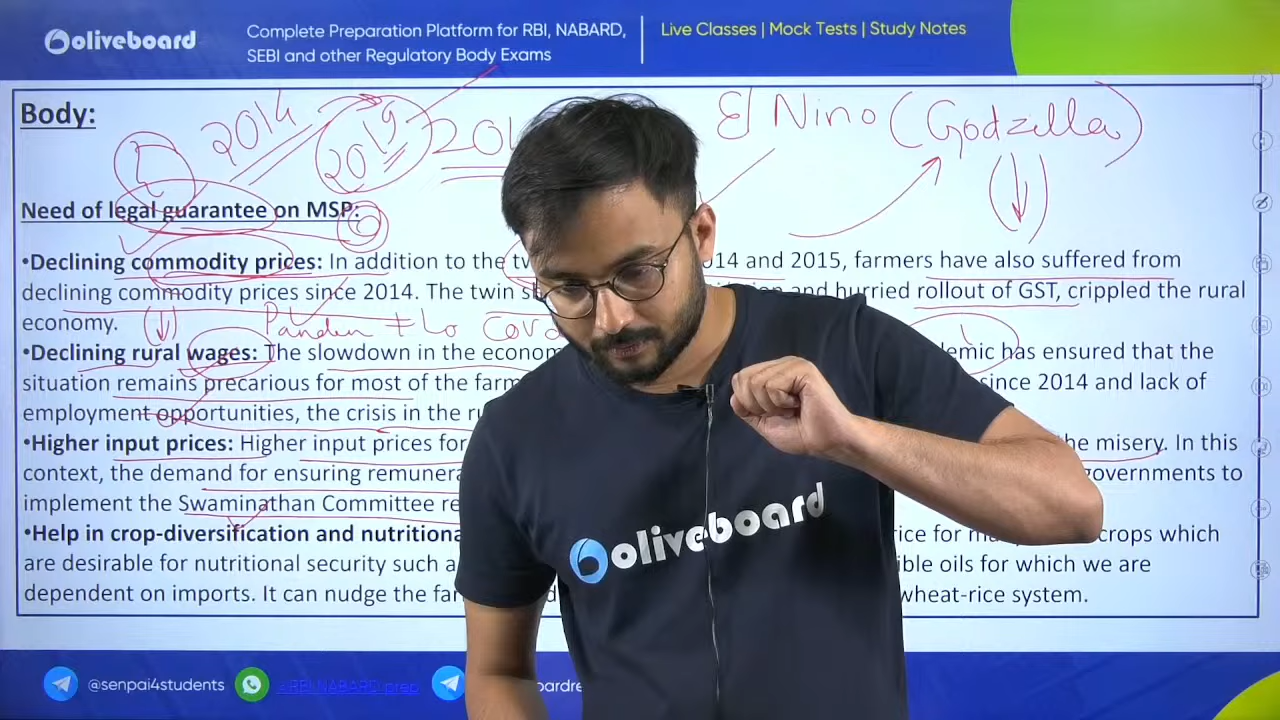 oliveboard
Complete Preparation Platform for RBI, NABARD,
SEBI and other Regulatory Body Exams
Live Classes | Mock Tests | Study Notes
Body:
2014
2019
201
El Nino (Godzilla)
Need of legal guarantee on MSP:
•Declining commodity prices: In addition to the tw 14 and 2015, farmers have also suffered from
declining commodity prices since 2014. The twin s and hurried rollout of GST, crippled the rural
economy.
•Declining rural wages: The slowdown in the econom emic has ensured that the
situation remains precarious for most of the farm since 2014 and lack of
employment opportunities, the crisis in the ru
•Higher input prices: Higher input prices for the misery. In this
context, the demand for ensuring remunera governments to
implement the Swaminathan Committee re
•Help in crop-diversification and nutritiona rice for crops which
are desirable for nutritional security such a ible oils for which we are
dependent on imports. It can nudge the far wheat-rice system.
oliveboard
@senpai4students